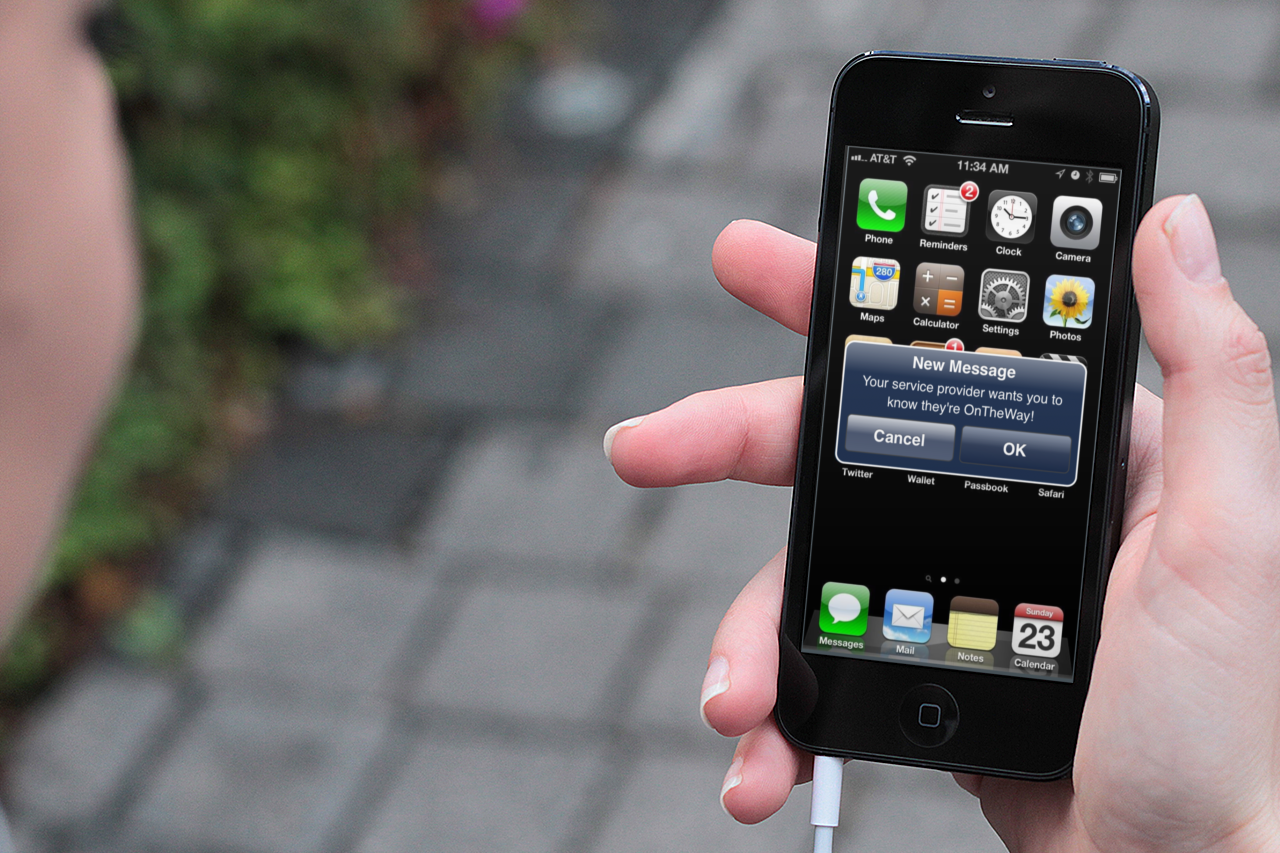 AT&T 11:34 AM
2
Phone Reminders Clock Camera
280
Maps Calculator Settings Photos
1
New Message
Your service provider wants you to
know they're OnTheWay!
Cancel OK
Twitter Wallet Passbook Safari
Sunday
23
Messages Mail Notes Calendar